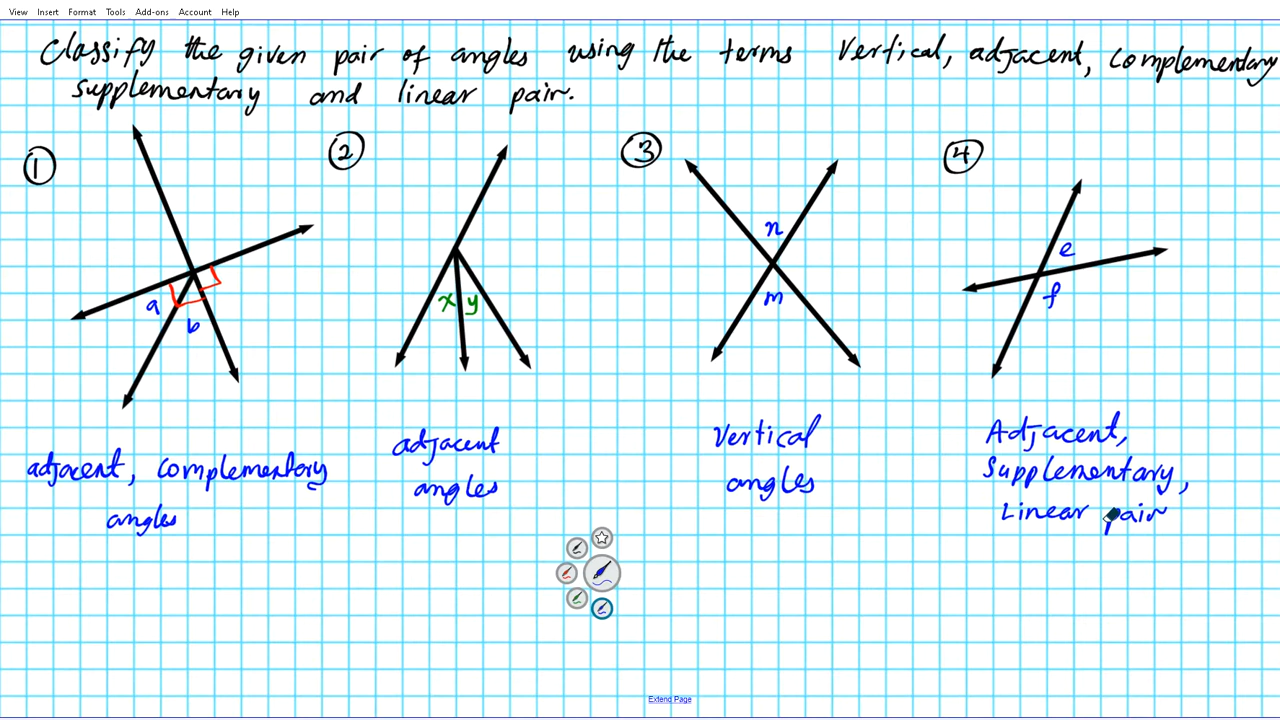 View Insert Format Tools Add-ons Account Help
Classify the given pair of angles using the terms Vertical, adjacent, complementary
supplementary and linear pair.
1
2
3
4
a
b
x y
n
m
e
f
adjacent, complementary
angles
adjacent
angles
Vertical
angles
Adjacent,
Supplementary,
Linear pair
Extend Page